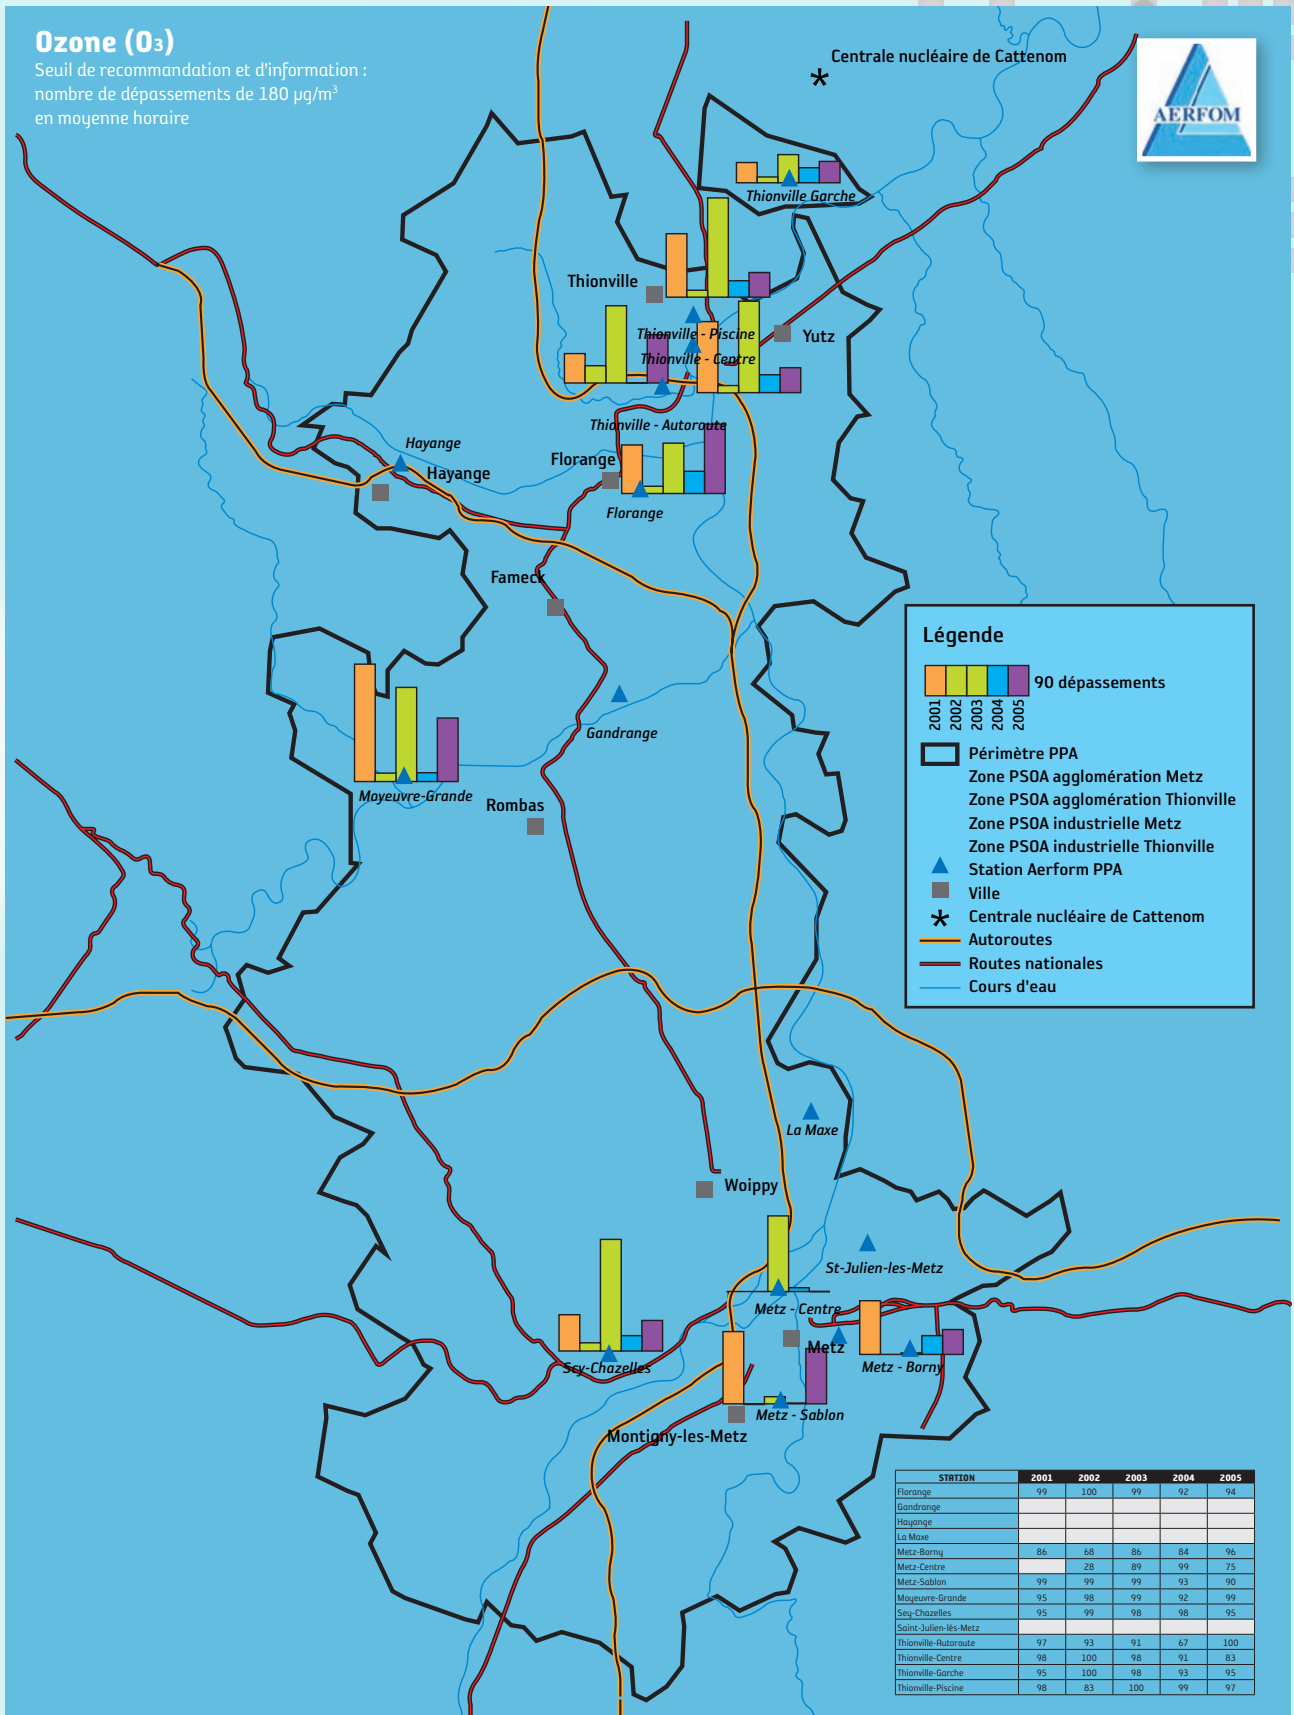 Ozone (O3)
Seuil de recommandation et d'information :
nombre de dépassements de 180 µg/m3
en moyenne horaire
Centrale nucléaire de Cattenom
AERFOM
Thionville Garche
Thionville
Thionville - Piscine
Yutz
Thionville - Centre
Thionville - Autoroute
Hayange
Hayange
Florange
Florange
Fameck
Gandrange
Moyeuvre-Grande
Rombas
Légende
90 dépassements
2001
2002
2003
2004
2005
Périmètre PPA
Zone PSQA agglomération Metz
Zone PSQA agglomération Thionville
Zone PSQA industrielle Metz
Zone PSQA industrielle Thionville
Station Aerform PPA
Ville
Centrale nucléaire de Cattenom
Autoroutes
Routes nationales
Cours d'eau
La Maxe
Woippy
St-Julien-les-Metz
Metz - Centre
Metz
Scy-Chazelles
Metz - Borny
Metz - Sablon
Montigny-les-Metz
STATION 2001 2002 2003 2004 2005
Florange 99 100 99 92 94
Gandrange
Hayange
La Maxe
Metz-Borny 86 68 86 84 96
Metz-Centre 28 89 99 75
Metz-Sablon 99 99 99 93 90
Moyeuvre-Grande 95 98 99 92 99
Sey-Chazelles 95 99 98 98 95
Saint-Julien-lès-Metz
Thionville-Autoroute 97 93 91 67 100
Thionville-Centre 98 100 98 91 83
Thionville-Garche 95 100 98 93 95
Thionville-Piscine 98 83 100 99 97